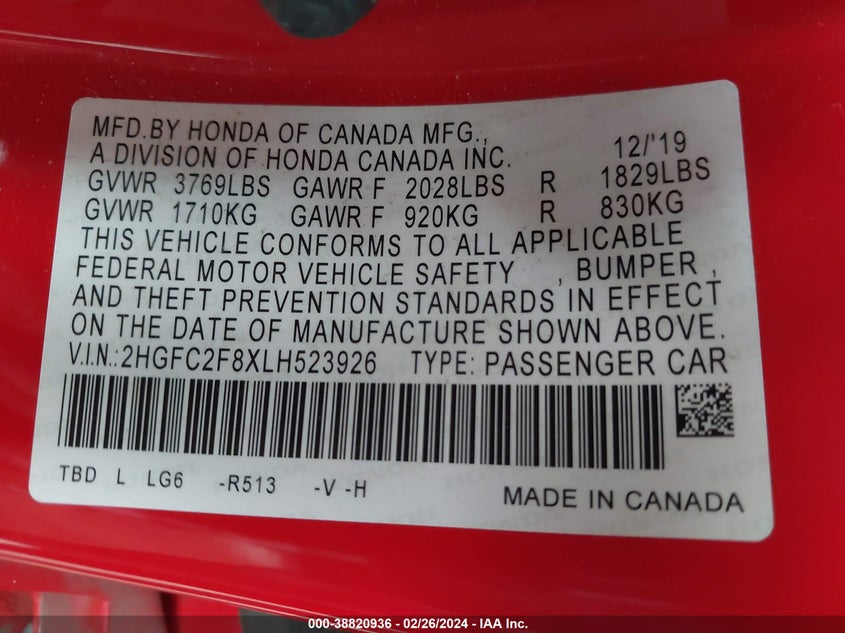 MFD.BY HONDA OF CANADA MFG.,
A DIVISION OF HONDA CANADA INC. 12/'19
GVWR 3769LBS GAWR F 2028LBS R 1829LBS
GVWR 1710KG GAWR F 920KG R 830KG
THIS VEHICLE CONFORMS TO ALL APPLICABLE
FEDERAL MOTOR VEHICLE SAFETY , BUMPER ,
AND THEFT PREVENTION STANDARDS IN EFFECT
ON THE DATE OF MANUFACTURE SHOWN ABOVE.
V.I.N.:2HGFC2F8XLH523926 TYPE: PASSENGER CAR
TBD L LG6 -R513 -V -H
MADE IN CANADA
000-38820936 - 02/26/2024 - IAA Inc.